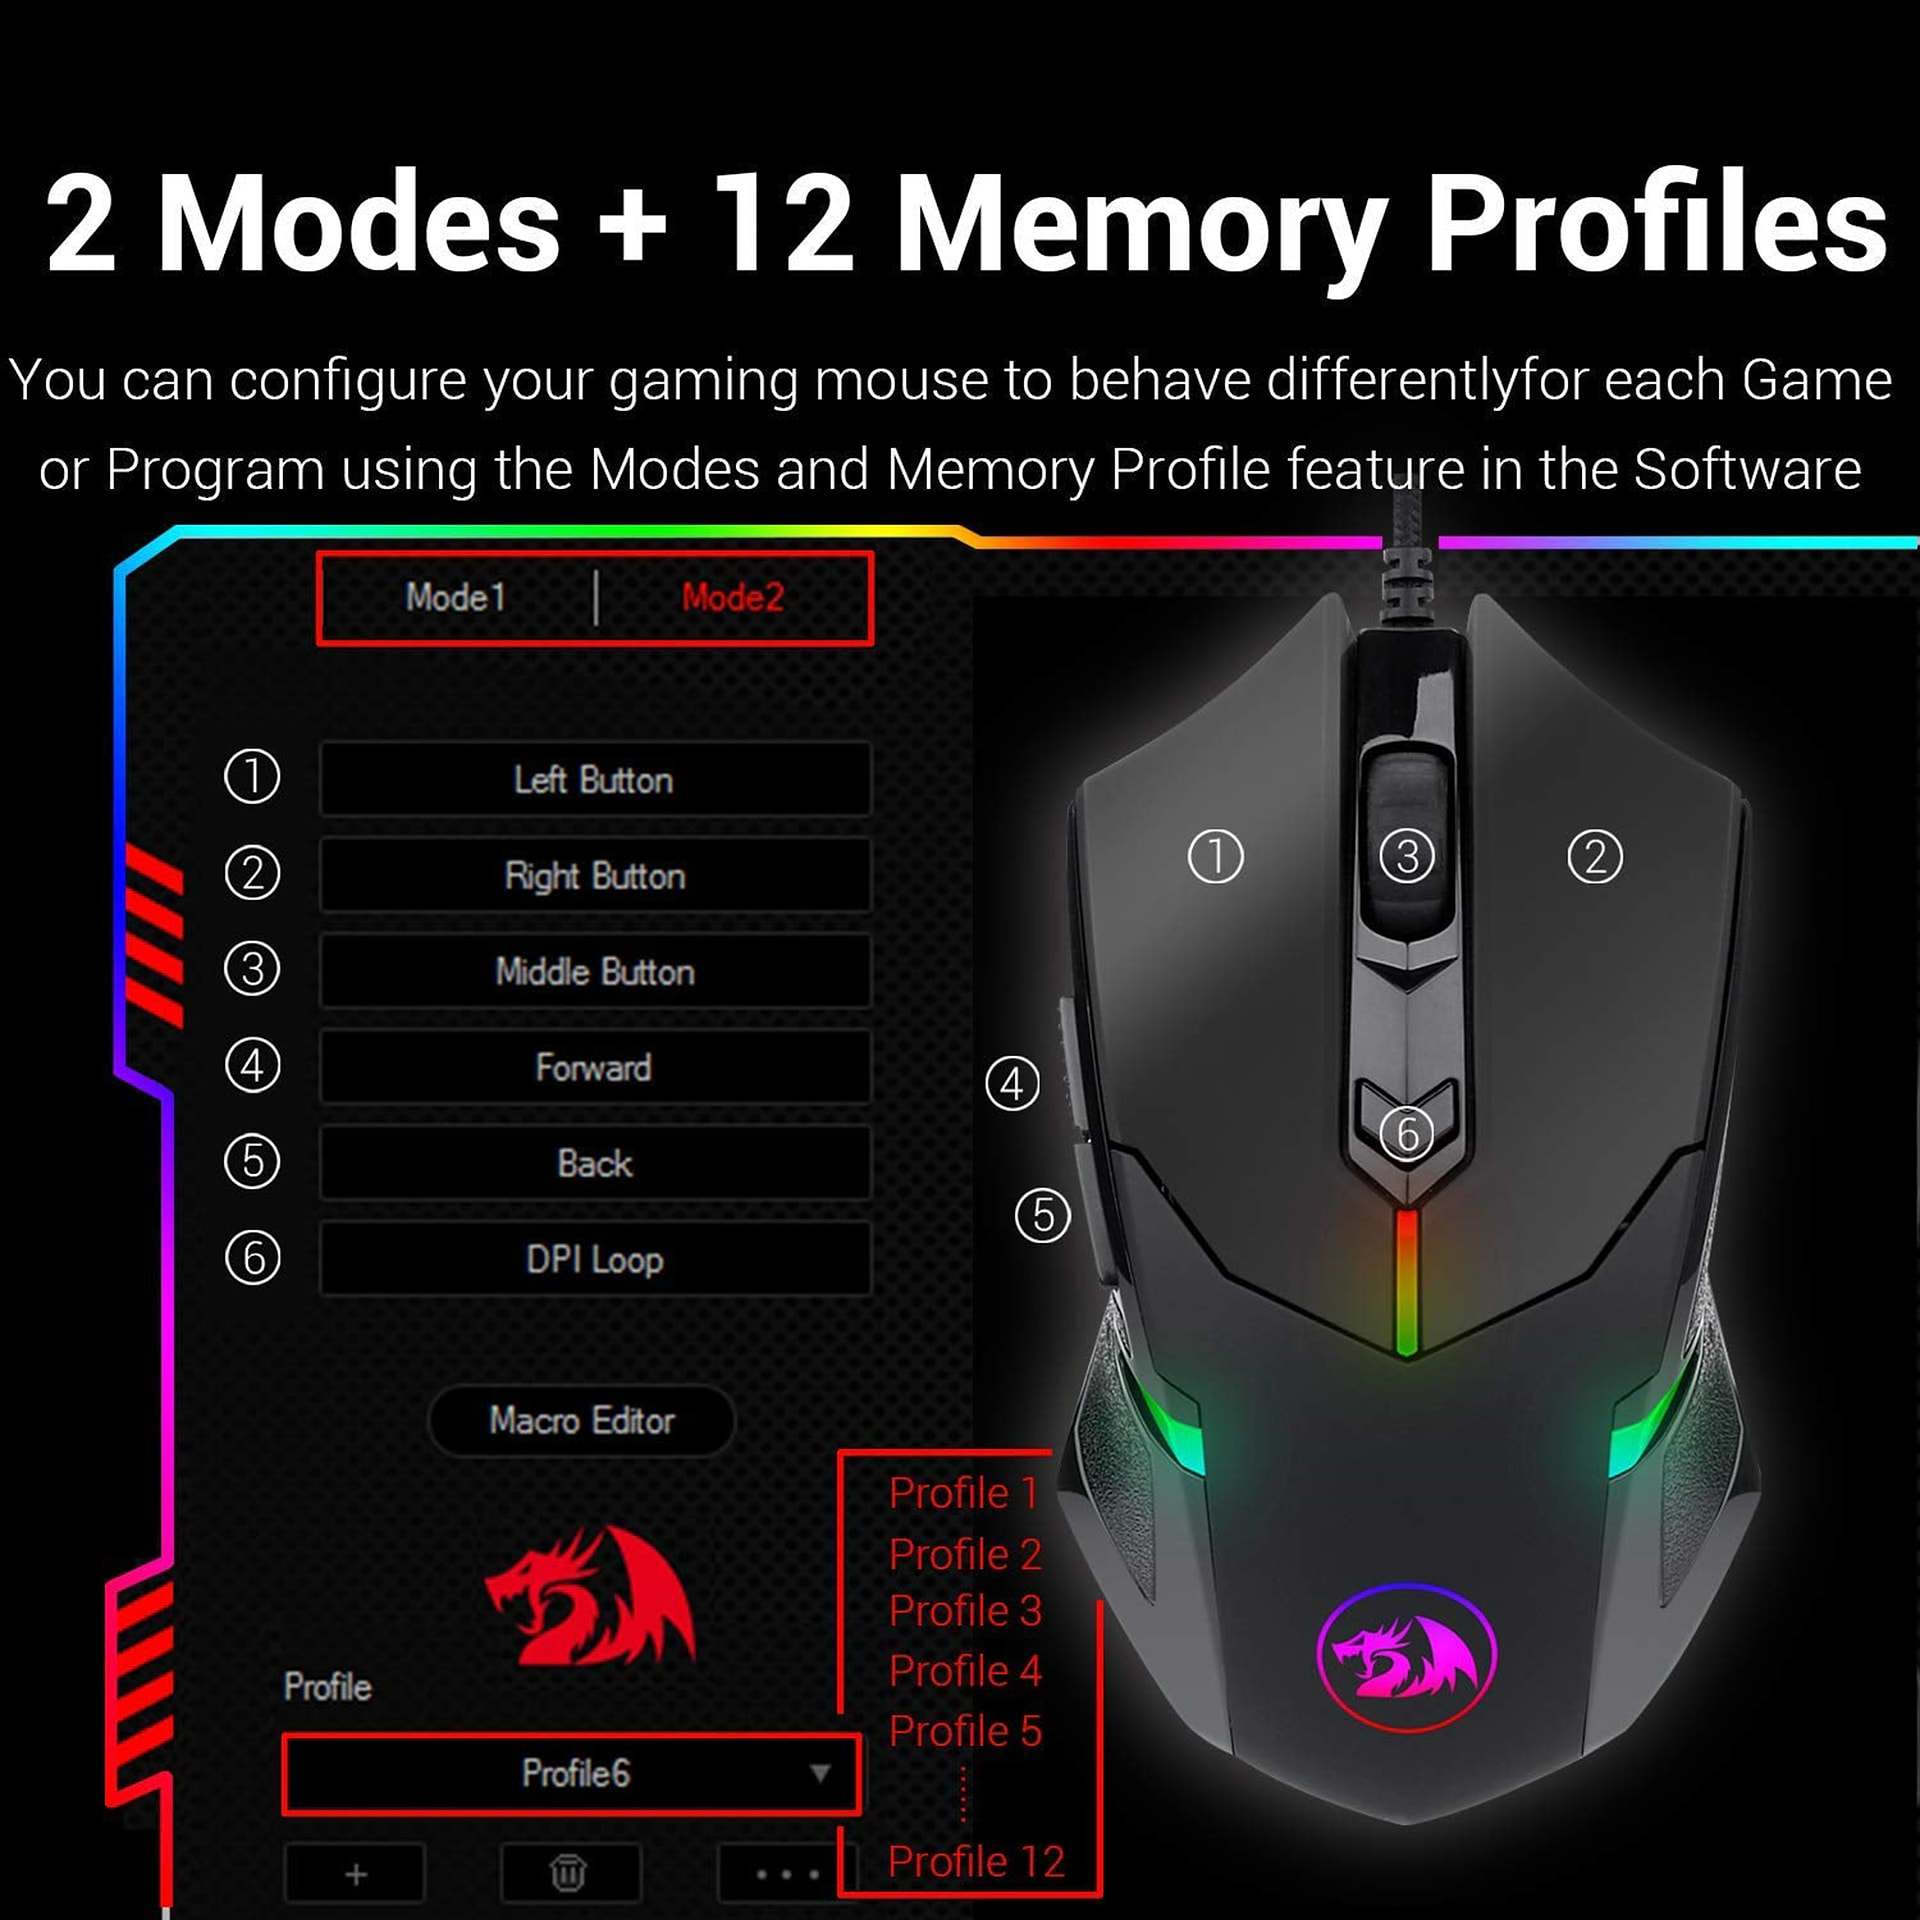 2 Modes + 12 Memory Profiles
You can configure your gaming mouse to behave differentlyfor each Game
or Program using the Modes and Memory Profile feature in the Software
Mode1 | Mode2
① Left Button
② Right Button
③ Middle Button
④ Forward
⑤ Back
⑥ DPI Loop
Macro Editor
Profile
Profile6
+
...
Profile 1
Profile 2
Profile 3
Profile 4
Profile 5
Profile 12
①
③
②
④
⑥
⑤